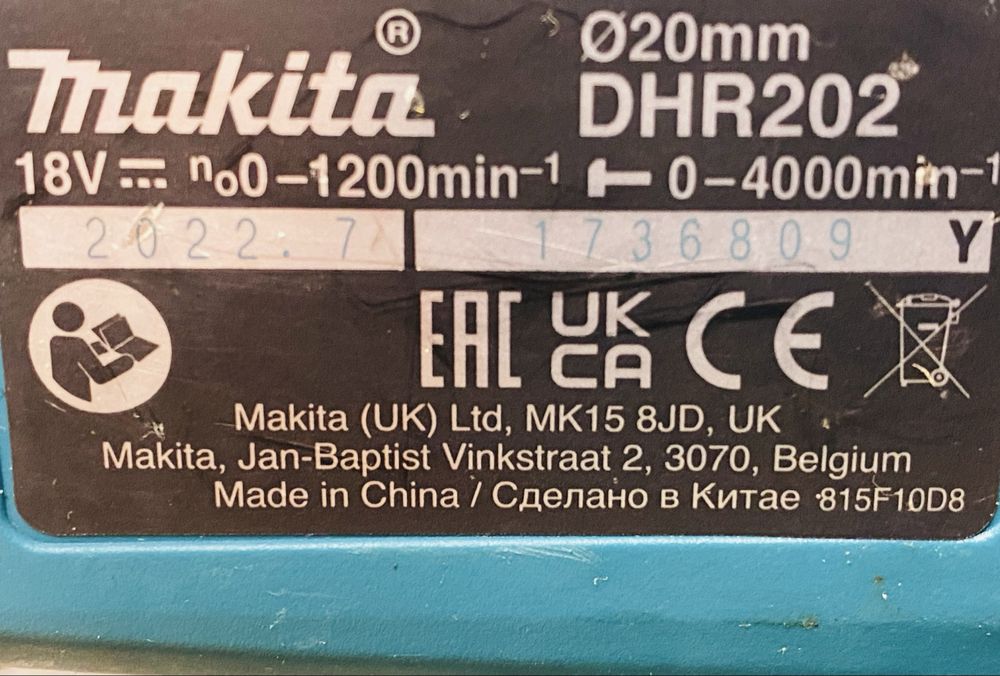 makita® Ø20mm
DHR202
18V ⎓ n₀0–1200min⁻¹ 0–4000min⁻¹
2022.7 1736809 Y
EAC UK CA CE
Makita (UK) Ltd, MK15 8JD, UK
Makita, Jan-Baptist Vinkstraat 2, 3070, Belgium
Made in China / Сделано в Китае 815F10D8